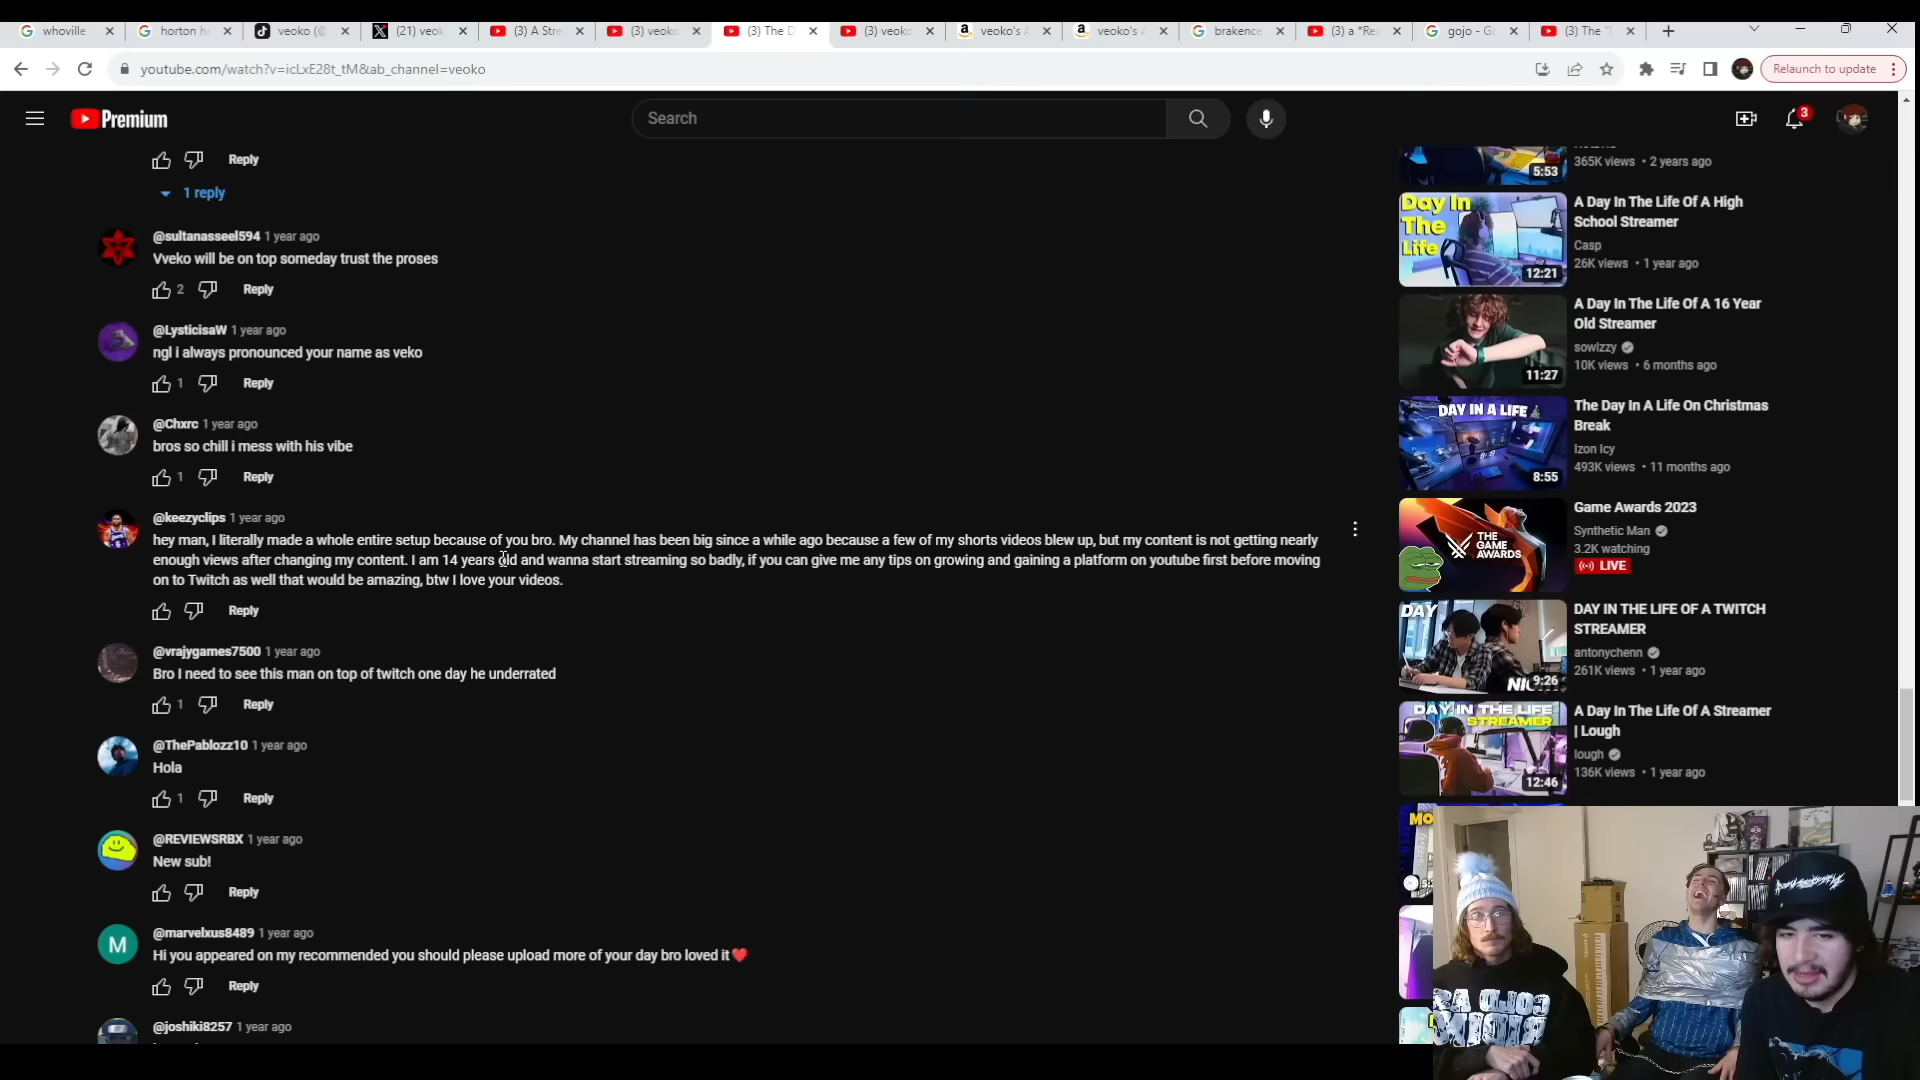 whoville
horton h
veoko (@
(21) veok
(3) A Stre
(3) veoko
(3) The D
(3) veoko
veoko's A
veoko's A
brakence
(3) a *Re
gojo - G
(3) The "
youtube.com/watch?v=icLxE28t_tM&ab_channel=veoko
Relaunch to update
Premium
Search
3
Reply
1 reply
@sultanasseel594 1 year ago
Vveko will be on top someday trust the proses
2 Reply
@LysticisaW 1 year ago
ngl i always pronounced your name as veko
1 Reply
@Chxrc 1 year ago
bros so chill i mess with his vibe
1 Reply
@keezyclips 1 year ago
hey man, I literally made a whole entire setup because of you bro. My channel has been big since a while ago because a few of my shorts videos blew up, but my content is not getting nearly
enough views after changing my content. I am 14 years old and wanna start streaming so badly, if you can give me any tips on growing and gaining a platform on youtube first before moving
on to Twitch as well that would be amazing, btw I love your videos.
Reply
@vrajygames7500 1 year ago
Bro I need to see this man on top of twitch one day he underrated
1 Reply
@ThePablozz10 1 year ago
Hola
1 Reply
@REVIEWSRBX 1 year ago
New sub!
Reply
M
@marvelxus8489 1 year ago
Hi you appeared on my recommended you should please upload more of your day bro loved it❤️
Reply
@joshiki8257 1 year ago
365K views • 2 years ago
5:53
Day In
The
Life
12:21
A Day In The Life Of A High
School Streamer
Casp
26K views • 1 year ago
11:27
A Day In The Life Of A 16 Year
Old Streamer
sowizzy
10K views • 6 months ago
DAY IN A LIFE
8:55
The Day In A Life On Christmas
Break
Izon Icy
493K views • 11 months ago
THE
GAME
AWARDS
Game Awards 2023
Synthetic Man
3.2K watching
LIVE
DAY
9:26
DAY IN THE LIFE OF A TWITCH
STREAMER
antonychenn
261K views • 1 year ago
DAY IN THE LIFE
STREAMER
12:46
A Day In The Life Of A Streamer
| Lough
lough
136K views • 1 year ago
MO